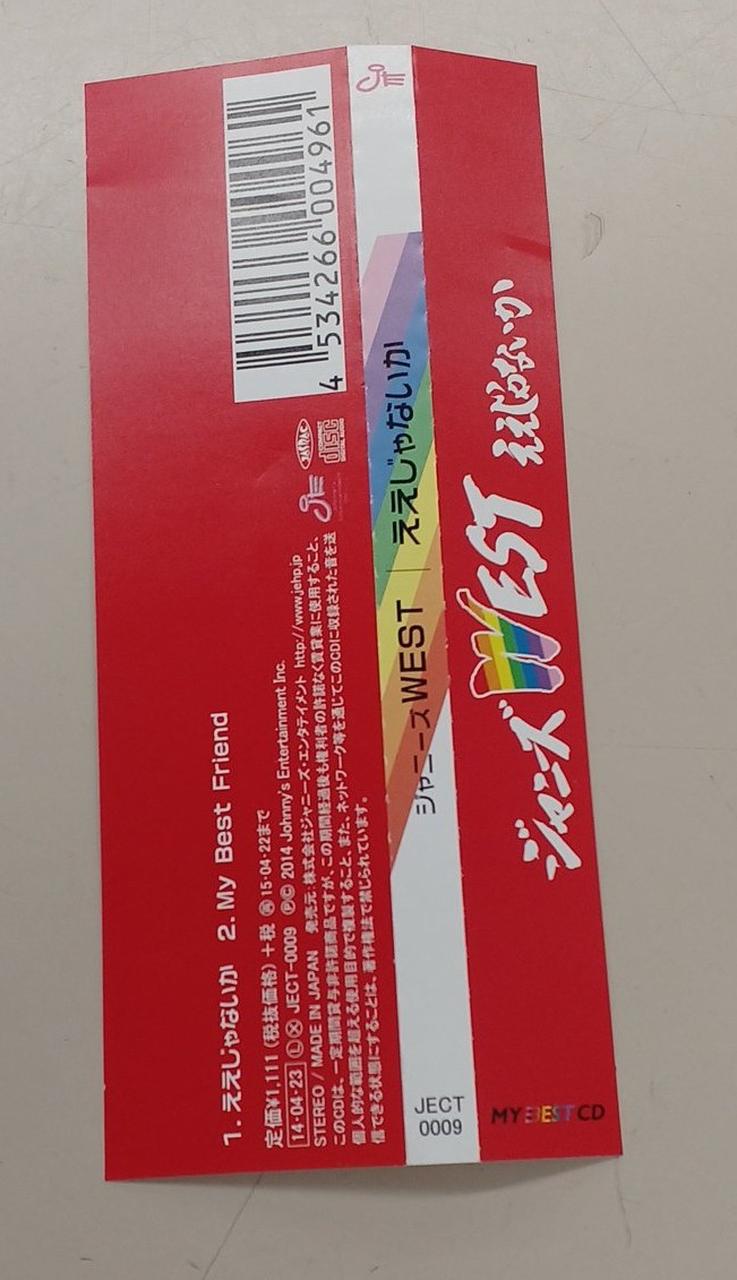 ジャニーズWEST ええじゃないか
MY BEST CD
ジャニーズWEST ええじゃないか
JECT
0009
1. ええじゃないか 2. My Best Friend
定価¥1,111 (税抜価格) +税 ㊑ 15・04・22まで
14・04・23 Ⓛ Ⓧ JECT-0009 ⓅⒸ 2014 Johnny's Entertainment Inc.
STEREO / MADE IN JAPAN 発売元：株式会社ジャニーズ・エンタテイメント http://www.jehp.jp
このCDは、一定期間貸与非許諾商品ですが、この期間経過後も権利者の許諾なく賃貸業に使用すること、
個人的な範囲を超える使用目的で複製すること、また、ネットワーク等を通じてこのCDに収録された音を送
信できる状態にすることは、著作権法で禁じられています。
JASRAC
COMPACT
disc
DIGITAL AUDIO
4 534266 004961